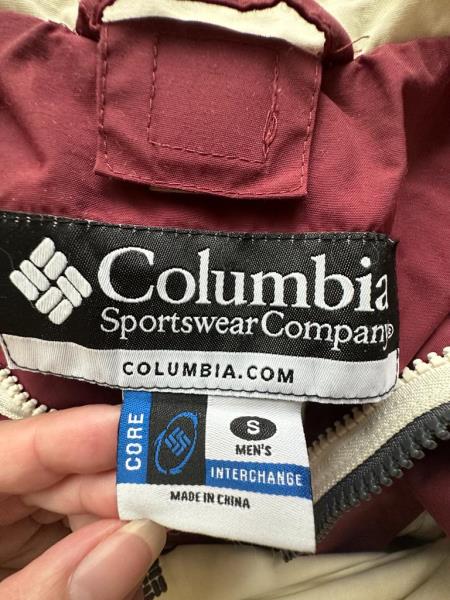 Columbia
Sportswear Company®
COLUMBIA.COM
CORE
S
MEN'S
INTERCHANGE
MADE IN CHINA